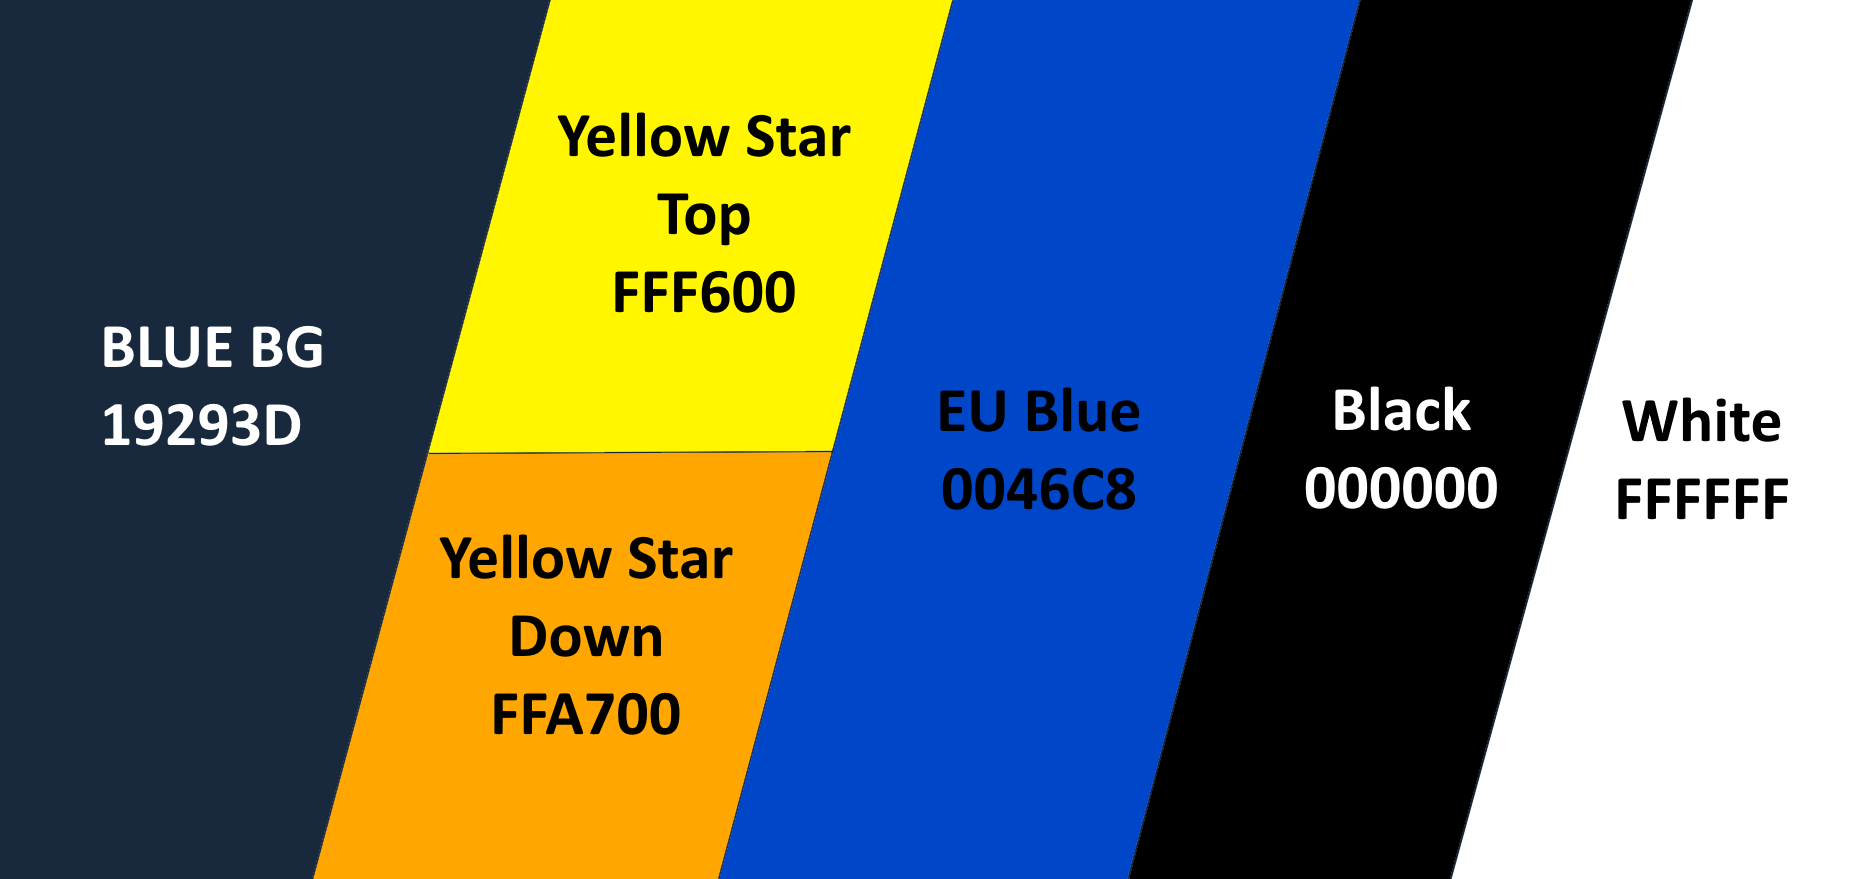 BLUE BG
19293D
Yellow Star
Top
FFF600
Yellow Star
Down
FFA700
EU Blue
0046C8
Black
000000
White
FFFFFF